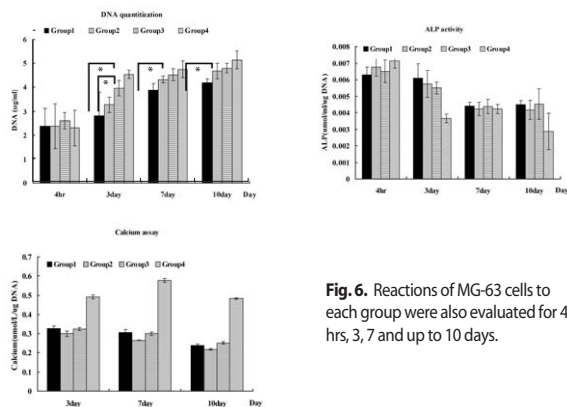 DNA quantitization
Group1 Group2 Group3 Group4
DNA (ug/ml)
6
5
4
3
2
1
0
* * * *
4hr 3day 7day 10day Day
ALP activity
Group1 Group2 Group3 Group4
ALP(umol/ml/ug DNA)
0.008
0.007
0.006
0.005
0.004
0.003
0.002
0.001
0
4hr 3day 7day 10day Day
Calcium assay
Group1 Group2 Group3 Group4
Calcium(umol/L/ug DNA)
0.7
0.6
0.5
0.4
0.3
0.2
0.1
0
3day 7day 10day Day
Fig. 6. Reactions of MG-63 cells to
each group were also evaluated for 4
hrs, 3, 7 and up to 10 days.